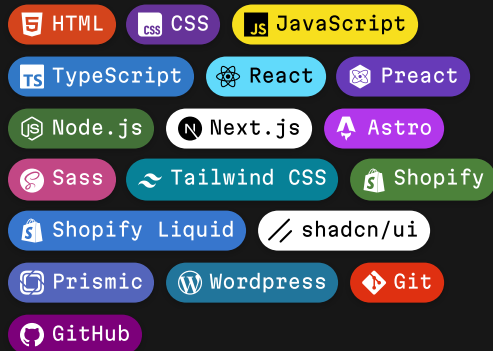 HTML CSS JavaScript
TypeScript React Preact
Node.js Next.js Astro
Sass Tailwind CSS Shopify
Shopify Liquid shadcn/ui
Prismic Wordpress Git
GitHub